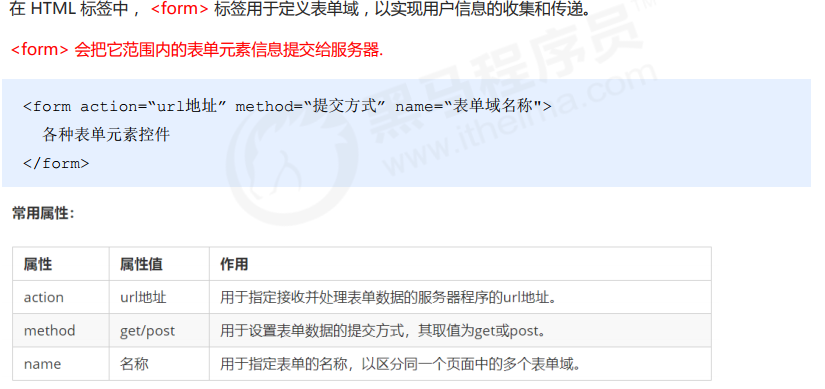 在 HTML 标签中， <form> 标签用于定义表单域，以实现用户信息的收集和传递。
<form> 会把它范围内的表单元素信息提交给服务器.
<form action=“url地址” method=“提交方式” name=“表单域名称">
各种表单元素控件
</form>
常用属性：
属性 属性值 作用
action url地址 用于指定接收并处理表单数据的服务器程序的url地址。
method get/post 用于设置表单数据的提交方式，其取值为get或post。
name 名称 用于指定表单的名称，以区分同一个页面中的多个表单域。
黑马程序员™
www.itheima.com